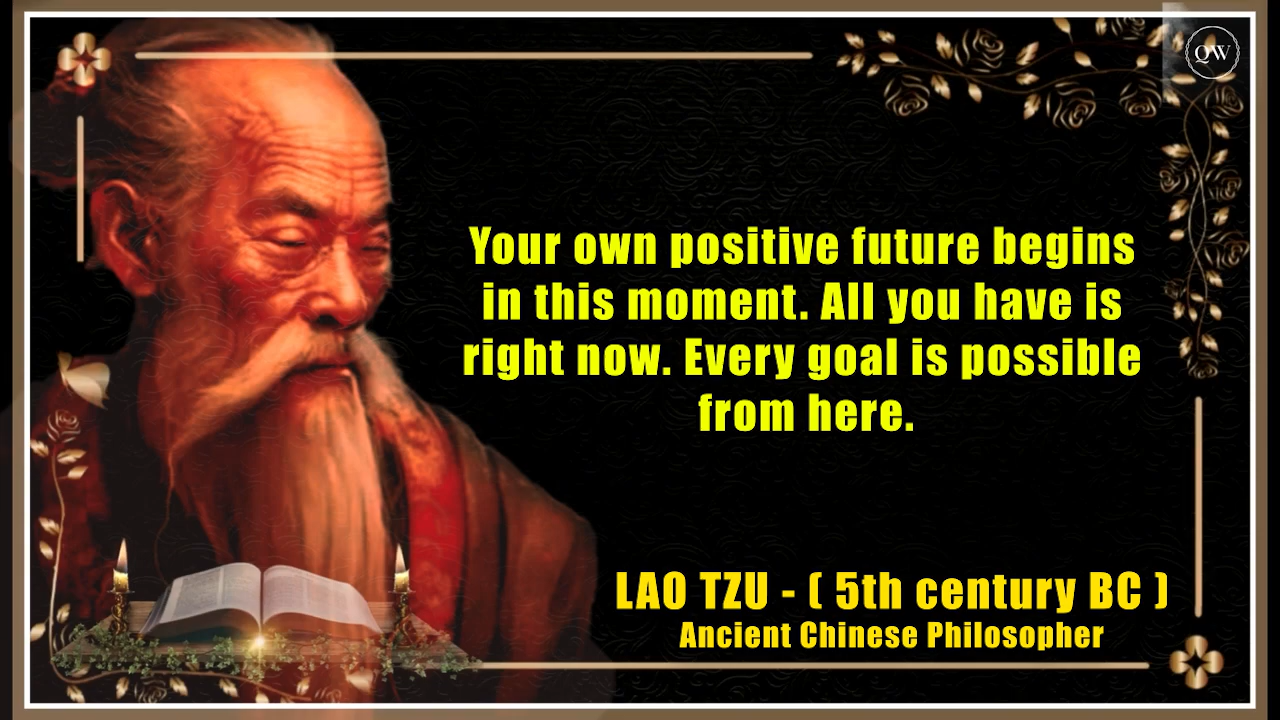 QW
Your own positive future begins
in this moment. All you have is
right now. Every goal is possible
from here.
LAO TZU - ( 5th century BC )
Ancient Chinese Philosopher